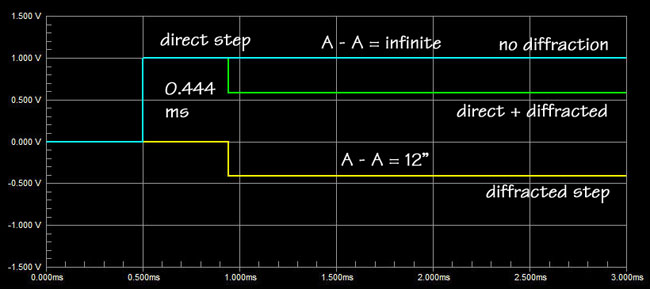 1.500 V
direct step
A - A = infinite
no diffraction
1.000 V
0.444
ms
0.500 V
direct + diffracted
0.000 V
A - A = 12”
-0.500 V
diffracted step
-1.000 V
-1.500 V
0.000ms 0.500ms 1.000ms 1.500ms 2.000ms 2.500ms 3.000ms